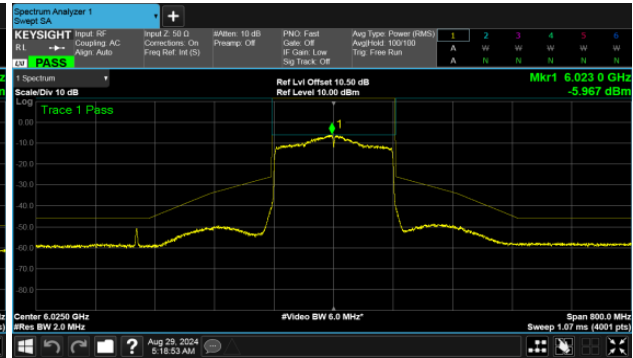 Spectrum Analyzer 1
Swept SA
+
KEYSIGHT Input: RF Input Z: 50 Ω #Atten: 10 dB PNO: Fast Avg Type: Power (RMS) 1 2 3 4 5 6
RL Coupling: AC Corrections: On Preamp: Off Gate: Off Avg|Hold: 100/100 A W W W W W
Align: Auto Freq Ref: Int (S) IF Gain: Low Trig: Free Run
LXI PASS Sig Track: Off A N N N N N
1 Spectrum Ref Lvl Offset 10.50 dB Mkr1 6.023 0 GHz
Scale/Div 10 dB Ref Level 10.00 dBm -5.967 dBm
Log
Trace 1 Pass
0.00
1
-10.0
-20.0
-30.0
-40.0
-50.0
-60.0
-70.0
-80.0
Center 6.0250 GHz #Video BW 6.0 MHz* Span 800.0 MHz
#Res BW 2.0 MHz Sweep 1.07 ms (4001 pts)
? Aug 29, 2024
5:18:53 AM